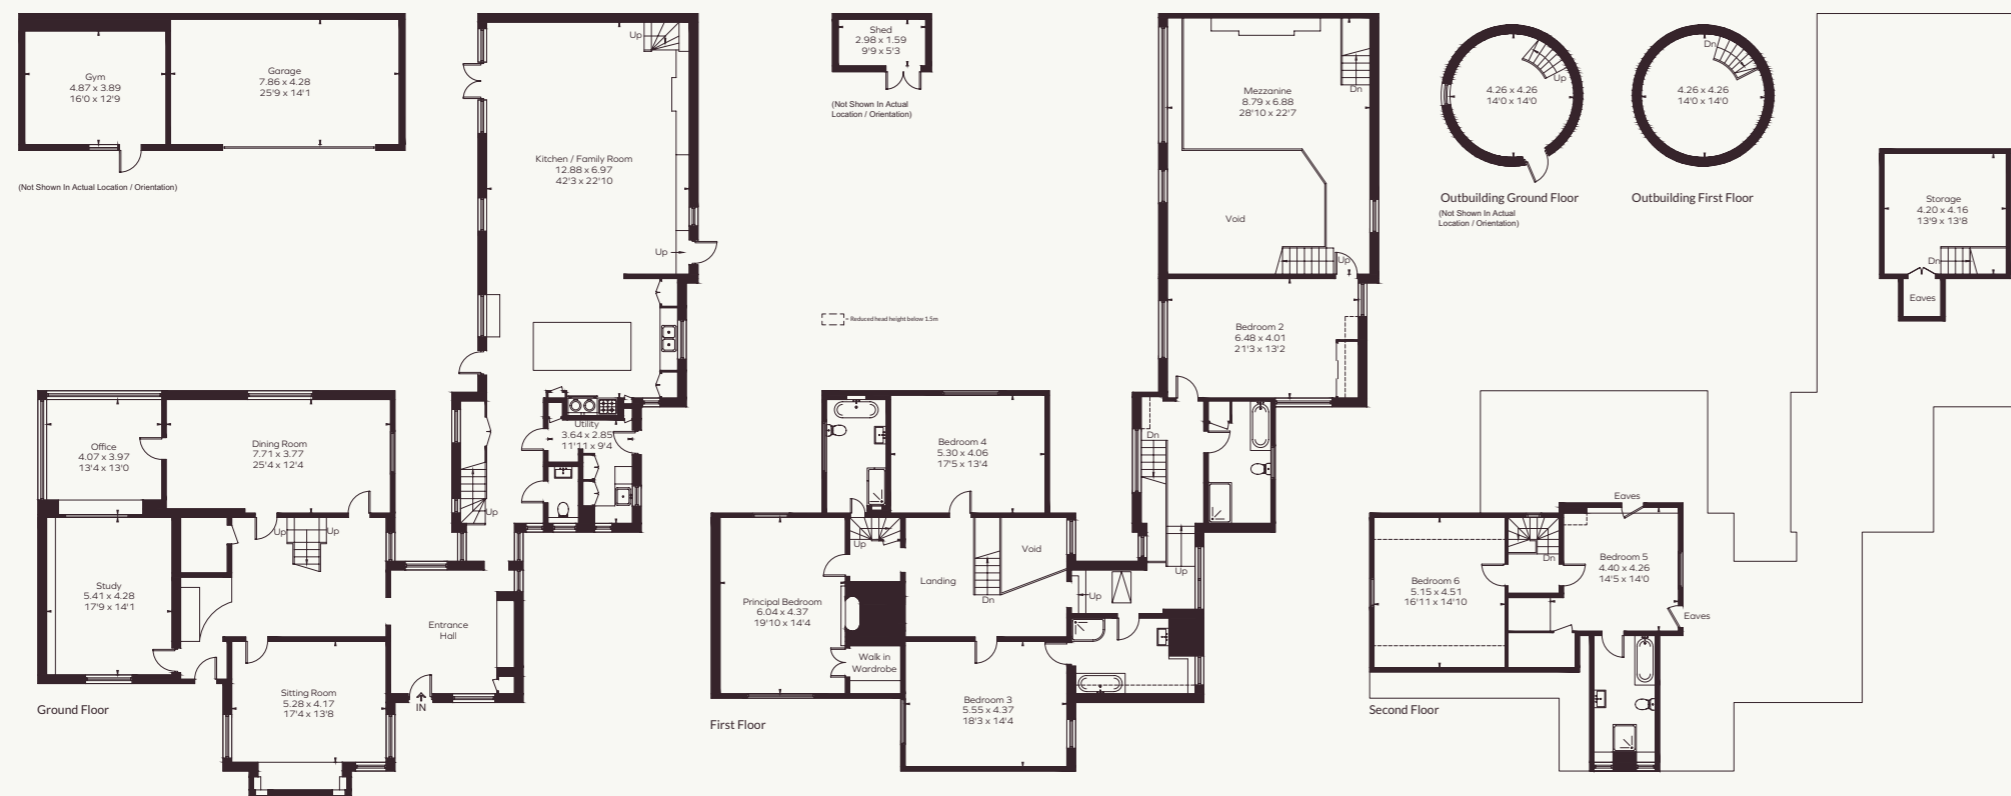 Gym
4.87 x 3.89
16'0 x 12'9
Garage
7.86 x 4.28
25'9 x 14'1
(Not Shown In Actual Location / Orientation)
Up
Kitchen / Family Room
12.88 x 6.97
42'3 x 22'10
Up
Utility
3.64 x 2.85
11'11 x 9'4
Office
4.07 x 3.97
13'4 x 13'0
Dining Room
7.71 x 3.77
25'4 x 12'4
Up
Up
Up
Study
5.41 x 4.28
17'9 x 14'1
Entrance
Hall
Sitting Room
5.28 x 4.17
17'4 x 13'8
IN
Ground Floor
Shed
2.98 x 1.59
9'9 x 5'3
(Not Shown In Actual
Location / Orientation)
= Reduced head height below 1.5m
Mezzanine
8.79 x 6.88
28'10 x 22'7
Dn
Void
Up
Bedroom 2
6.48 x 4.01
21'3 x 13'2
Dn
Bedroom 4
5.30 x 4.06
17'5 x 13'4
Up
Void
Landing
Dn
Up
Up
Principal Bedroom
6.04 x 4.37
19'10 x 14'4
Walk in
Wardrobe
Bedroom 3
5.55 x 4.37
18'3 x 14'4
First Floor
4.26 x 4.26
14'0 x 14'0
Up
Outbuilding Ground Floor
(Not Shown In Actual
Location / Orientation)
Dn
4.26 x 4.26
14'0 x 14'0
Outbuilding First Floor
Storage
4.20 x 4.16
13'9 x 13'8
Dn
Eaves
Eaves
Dn
Bedroom 5
4.40 x 4.26
14'5 x 14'0
Bedroom 6
5.15 x 4.51
16'11 x 14'10
Eaves
Second Floor